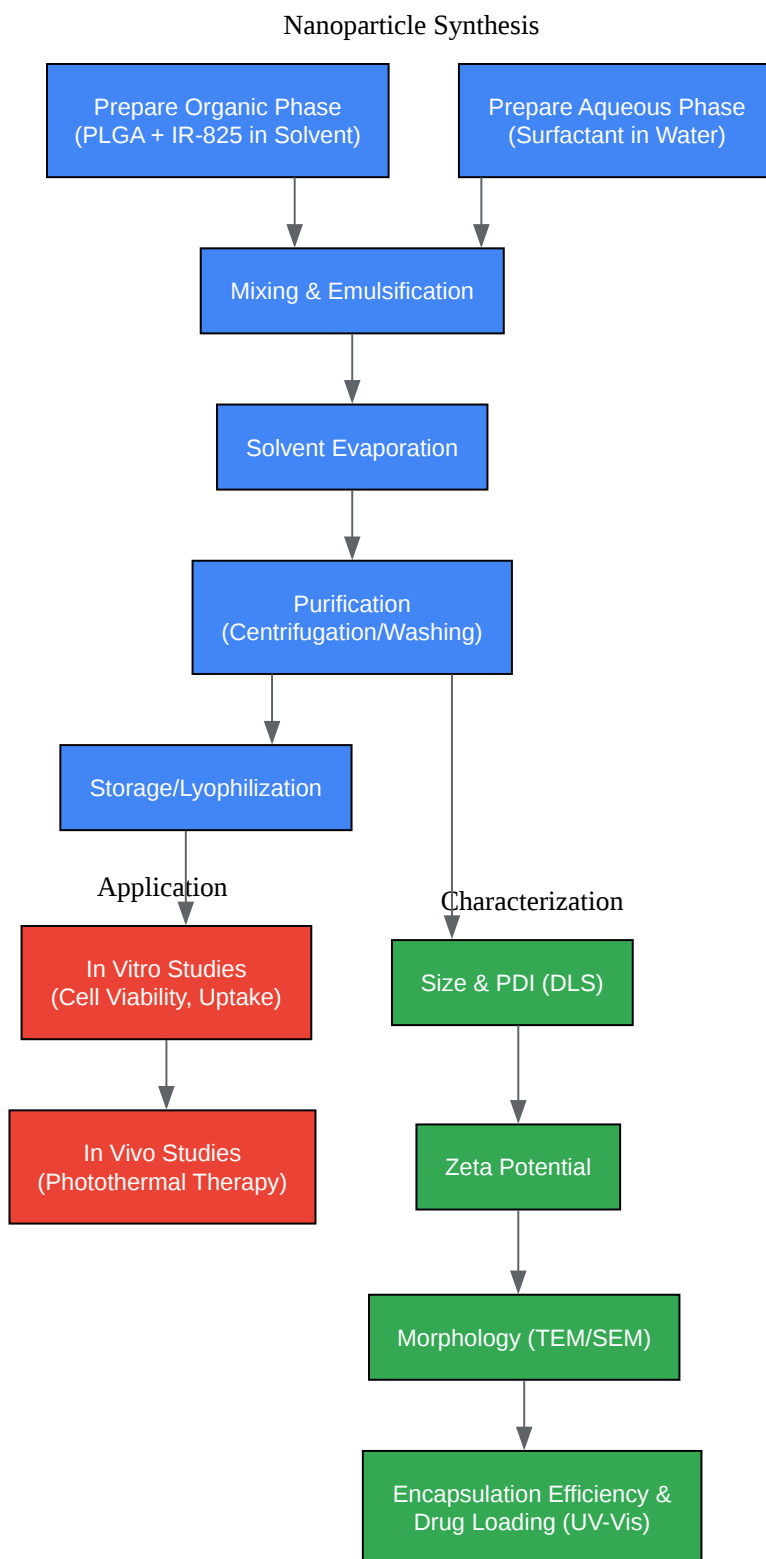 Nanoparticle Synthesis
Prepare Organic Phase
(PLGA + IR-825 in Solvent)
Prepare Aqueous Phase
(Surfactant in Water)
Mixing & Emulsification
Solvent Evaporation
Purification
(Centrifugation/Washing)
Storage/Lyophilization
Application
Characterization
In Vitro Studies
(Cell Viability, Uptake)
Size & PDI (DLS)
In Vivo Studies
(Photothermal Therapy)
Zeta Potential
Morphology (TEM/SEM)
Encapsulation Efficiency &
Drug Loading (UV-Vis)